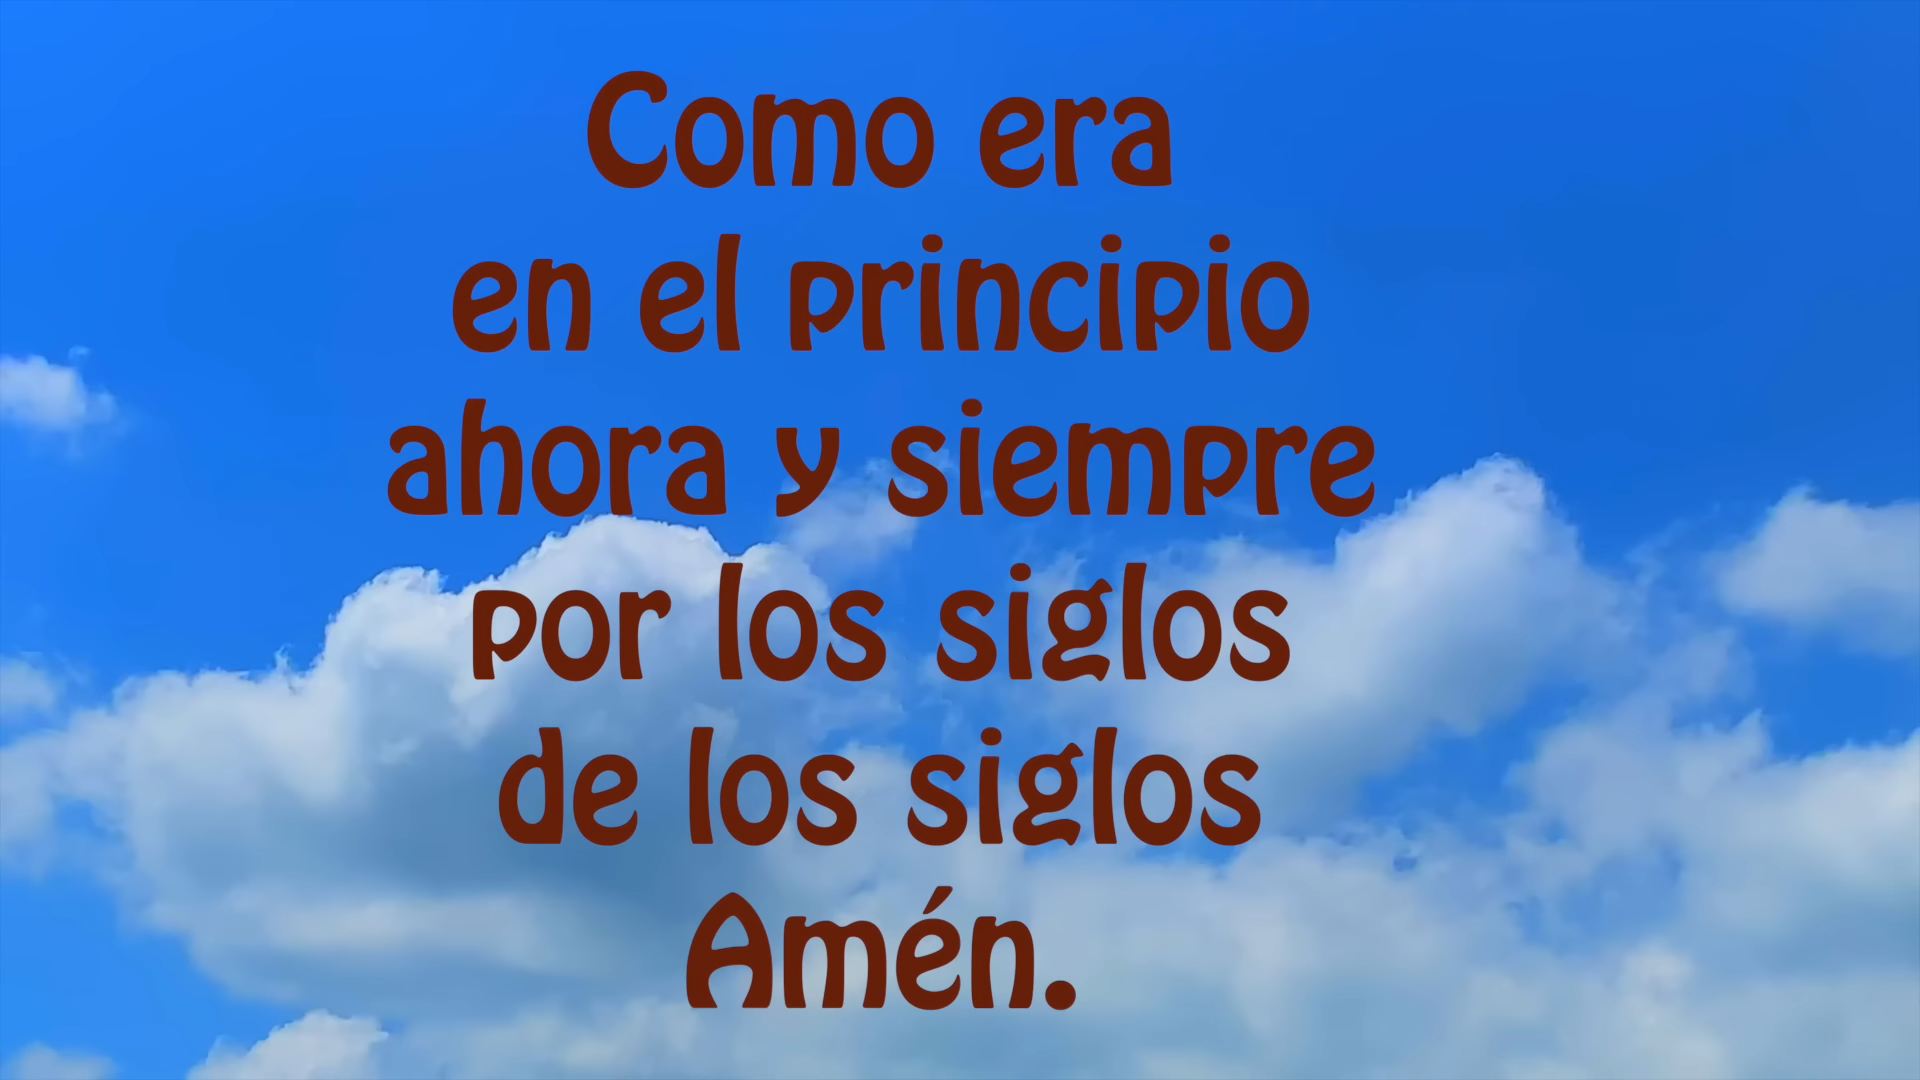 Como era
en el principio
ahora y siempre
por los siglos
de los siglos
Amén.